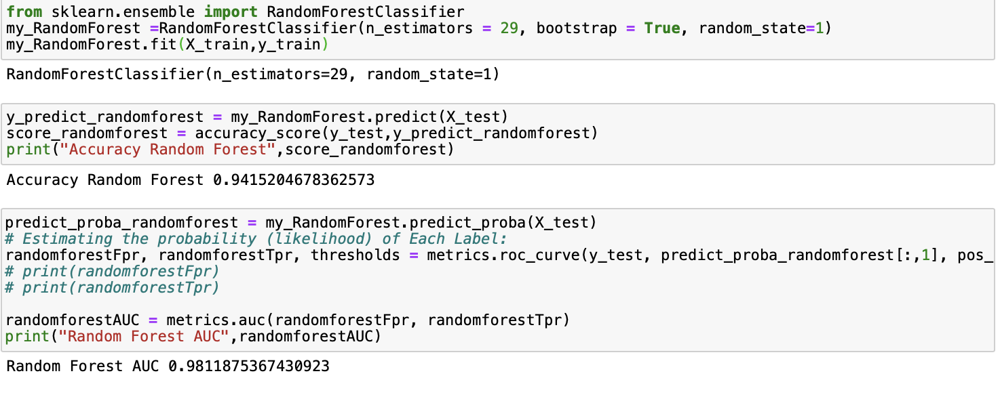 from sklearn.ensemble import RandomForestClassifier
my_RandomForest =RandomForestClassifier(n_estimators = 29, bootstrap = True, random_state=1)
my_RandomForest.fit(X_train,y_train)
RandomForestClassifier(n_estimators=29, random_state=1)
y_predict_randomforest = my_RandomForest.predict(X_test)
score_randomforest = accuracy_score(y_test,y_predict_randomforest)
print("Accuracy Random Forest",score_randomforest)
Accuracy Random Forest 0.9415204678362573
predict_proba_randomforest = my_RandomForest.predict_proba(X_test)
# Estimating the probability (likelihood) of Each Label:
randomforestFpr, randomforestTpr, thresholds = metrics.roc_curve(y_test, predict_proba_randomforest[:,1], pos_
# print(randomforestFpr)
# print(randomforestTpr)
randomforestAUC = metrics.auc(randomforestFpr, randomforestTpr)
print("Random Forest AUC",randomforestAUC)
Random Forest AUC 0.9811875367430923